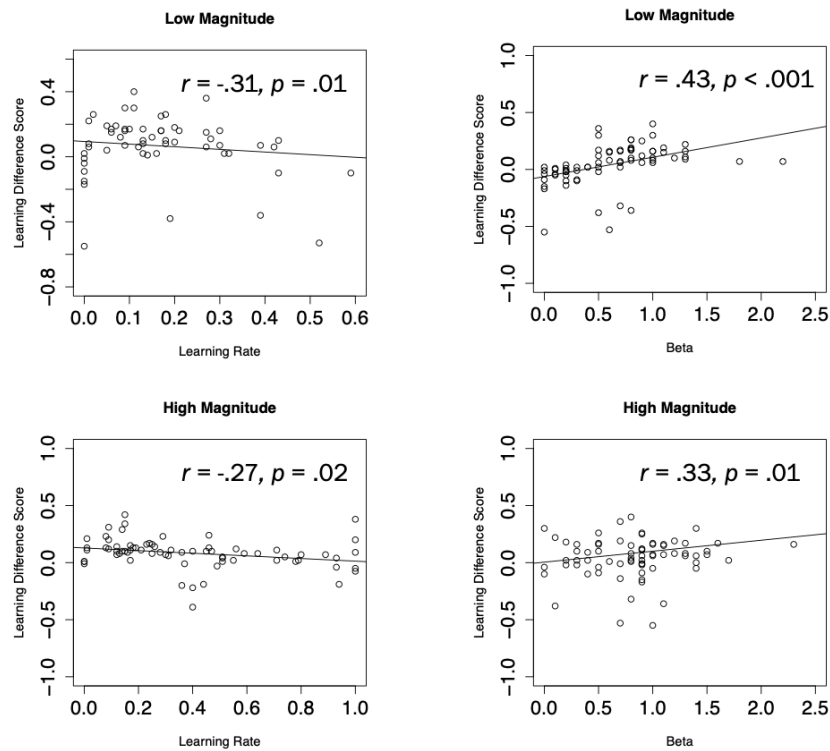 Low Magnitude
r = -.31, p = .01
Learning Difference Score
0.4
0.0
−0.4
−0.8
0.0 0.1 0.2 0.3 0.4 0.5 0.6
Learning Rate
Low Magnitude
r = .43, p < .001
Learning Difference Score
1.0
0.5
0.0
−0.5
−1.0
0.0 0.5 1.0 1.5 2.0 2.5
Beta
High Magnitude
r = -.27, p = .02
Learning Difference Score
1.0
0.5
0.0
−0.5
−1.0
0.0 0.2 0.4 0.6 0.8 1.0
Learning Rate
High Magnitude
r = .33, p = .01
Learning Difference Score
1.0
0.5
0.0
−0.5
−1.0
0.0 0.5 1.0 1.5 2.0 2.5
Beta